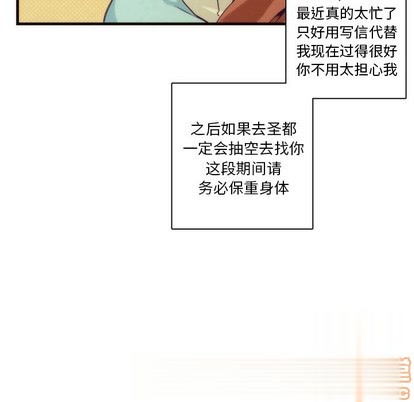 最近真的太忙了
只好用写信代替
我现在过得很好
你不用太担心我
之后如果去圣都
一定会抽空去找你
这段期间请
务必保重身体